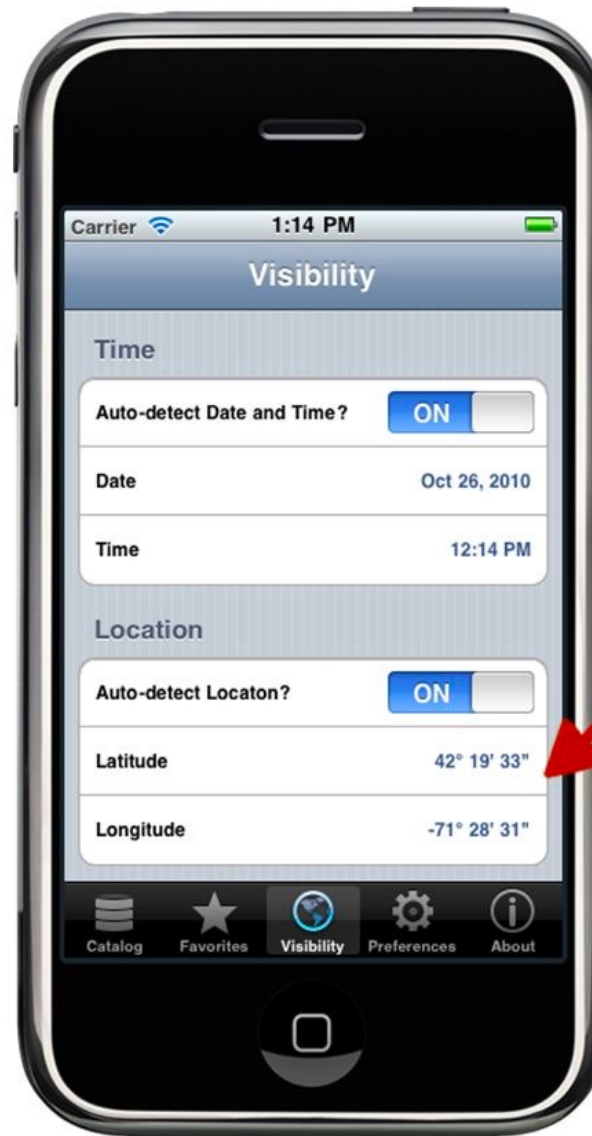 Carrier 1:14 PM
Visibility
Time
Auto-detect Date and Time? ON
Date Oct 26, 2010
Time 12:14 PM
Location
Auto-detect Locaton? ON
Latitude 42° 19' 33"
Longitude -71° 28' 31"
Catalog Favorites Visibility Preferences About